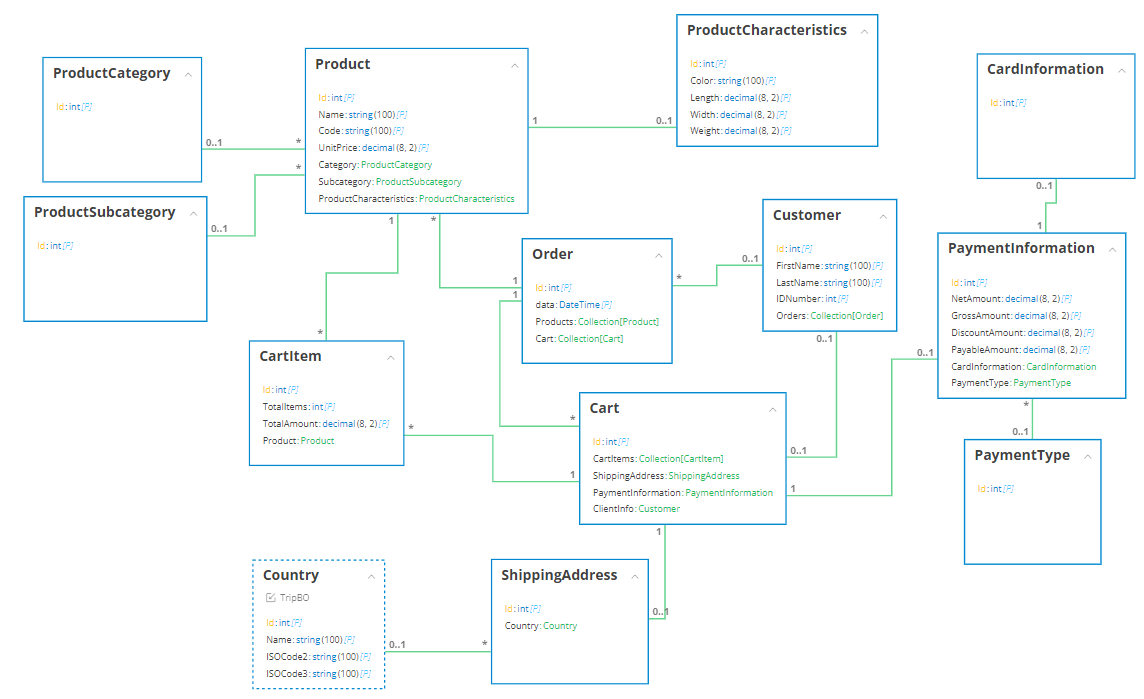 ProductCategory
Id: int[P]
0..1
*
ProductSubcategory
Id: int[P]
0..1
*
Product
Id: int[P]
Name: string(100)[P]
Code: string(100)[P]
UnitPrice: decimal(8, 2)[P]
Category: ProductCategory
Subcategory: ProductSubcategory
ProductCharacteristics: ProductCharacteristics
1
0..1
1
*
ProductCharacteristics
Id: int[P]
Color: string(100)[P]
Length: decimal(8, 2)[P]
Width: decimal(8, 2)[P]
Weight: decimal(8, 2)[P]
CardInformation
Id: int[P]
0..1
1
Order
Id: int[P]
data: DateTime[P]
Products: Collection[Product]
Cart: Collection[Cart]
1
1
*
0..1
Customer
Id: int[P]
FirstName: string(100)[P]
LastName: string(100)[P]
IDNumber: int[P]
Orders: Collection[Order]
0..1
PaymentInformation
Id: int[P]
NetAmount: decimal(8, 2)[P]
GrossAmount: decimal(8, 2)[P]
DiscountAmount: decimal(8, 2)[P]
PayableAmount: decimal(8, 2)[P]
CardInformation: CardInformation
PaymentType: PaymentType
0..1
*
0..1
CartItem
Id: int[P]
TotalItems: int[P]
TotalAmount: decimal(8, 2)[P]
Product: Product
*
*
Cart
Id: int[P]
CartItems: Collection[CartItem]
ShippingAddress: ShippingAddress
PaymentInformation: PaymentInformation
ClientInfo: Customer
*
1
0..1
1
1
PaymentType
Id: int[P]
Country
TripBO
Id: int[P]
Name: string(100)[P]
ISOCode2: string(100)[P]
ISOCode3: string(100)[P]
0..1
*
ShippingAddress
Id: int[P]
Country: Country
0..1